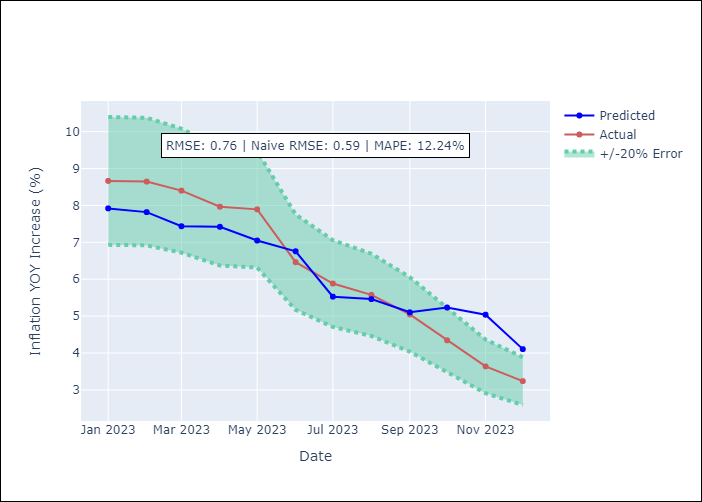 RMSE: 0.76 | Naive RMSE: 0.59 | MAPE: 12.24%
Predicted
Actual
+/-20% Error
Inflation YOY Increase (%)
10
9
8
7
6
5
4
3
Jan 2023
Mar 2023
May 2023
Jul 2023
Sep 2023
Nov 2023
Date